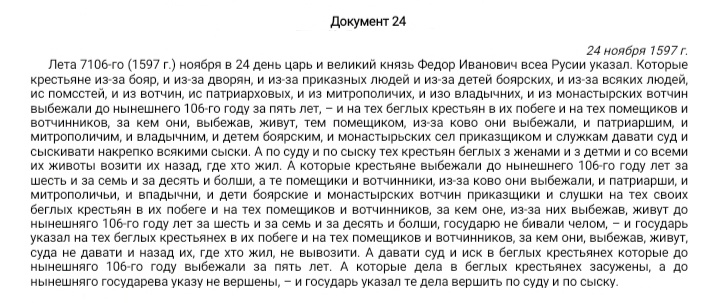 Документ 24
24 ноября 1597 г.
Лета 7106-го (1597 г.) ноября в 24 день царь и великий князь Федор Иванович всеа Русии указал. Которые
крестьяне из-за бояр, и из-за дворян, и из-за приказных людей и из-за детей боярских, и из-за всяких людей,
ис помсстей, и из вотчин, ис патриарховых, и из митрополичих, и изо владычних, и из монастырских вотчин
выбежали до нынешнего 106-го году за пять лет, – и на тех беглых крестьян в их побеге и на тех помещиков и
вотчинников, за кем они, выбежав, живут, тем помещиком, из-за ково они выбежали, и патриаршим, и
митрополичим, и владычним, и детем боярским, и монастырьских сел приказщиком и служкам давати суд и
сыскивати накрепко всякими сыски. А по суду и по сыску тех крестьян беглых з женами и з детми и со всеми
их животы возити их назад, где хто жил. А которые крестьяне выбежали до нынешнего 106-го году лет за
шесть и за семь и за десять и болши, а те помещики и вотчинники, из-за ково они выбежали, и патриарши, и
митрополичьи, и впадычни, и дети боярские и монастырских вотчин приказщики и слушки на тех своих
беглых крестьян в их побеге и на тех помещиков и вотчинников, за кем оне, из-за них выбежав, живут до
нынешняго 106-го году лет за шесть и за семь и за десять и болши, государю не бивали челом, – и государь
указал на тех беглых крестьянех в их побеге и на тех помещиков и вотчинников, за кем они, выбежав, живут,
суда не давати и назад их, где хто жил, не вывозити. А давати суд и иск в беглых крестьянех которые до
нынешняго 106-го году выбежали за пять лет. А которые дела в беглых крестьянех засужены, а до
нынешняго государева указу не вершены, – и государь указал те дела вершить по суду и по сыску.